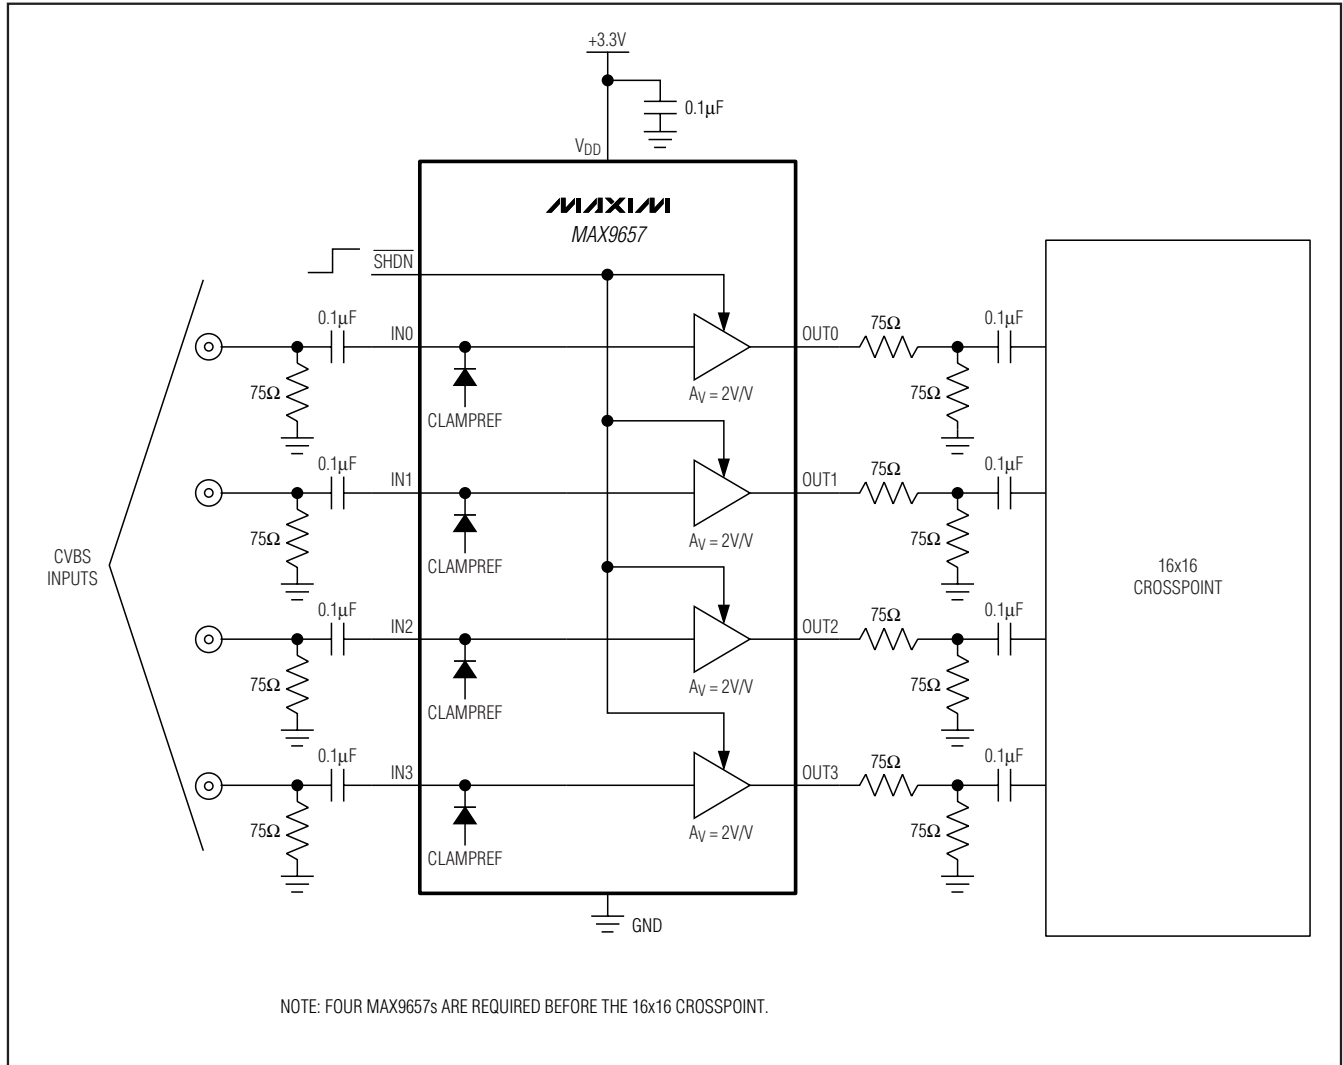 +3.3V
0.1µF
VDD
MAXIM
MAX9657
SHDN
0.1µF
IN0
75Ω
CLAMPREF
AV = 2V/V
OUT0
75Ω
75Ω
0.1µF
0.1µF
IN1
75Ω
CLAMPREF
AV = 2V/V
OUT1
75Ω
75Ω
0.1µF
CVBS
INPUTS
16x16
CROSSPOINT
0.1µF
IN2
75Ω
CLAMPREF
AV = 2V/V
OUT2
75Ω
75Ω
0.1µF
0.1µF
IN3
75Ω
CLAMPREF
AV = 2V/V
OUT3
75Ω
75Ω
0.1µF
GND
NOTE: FOUR MAX9657s ARE REQUIRED BEFORE THE 16x16 CROSSPOINT.